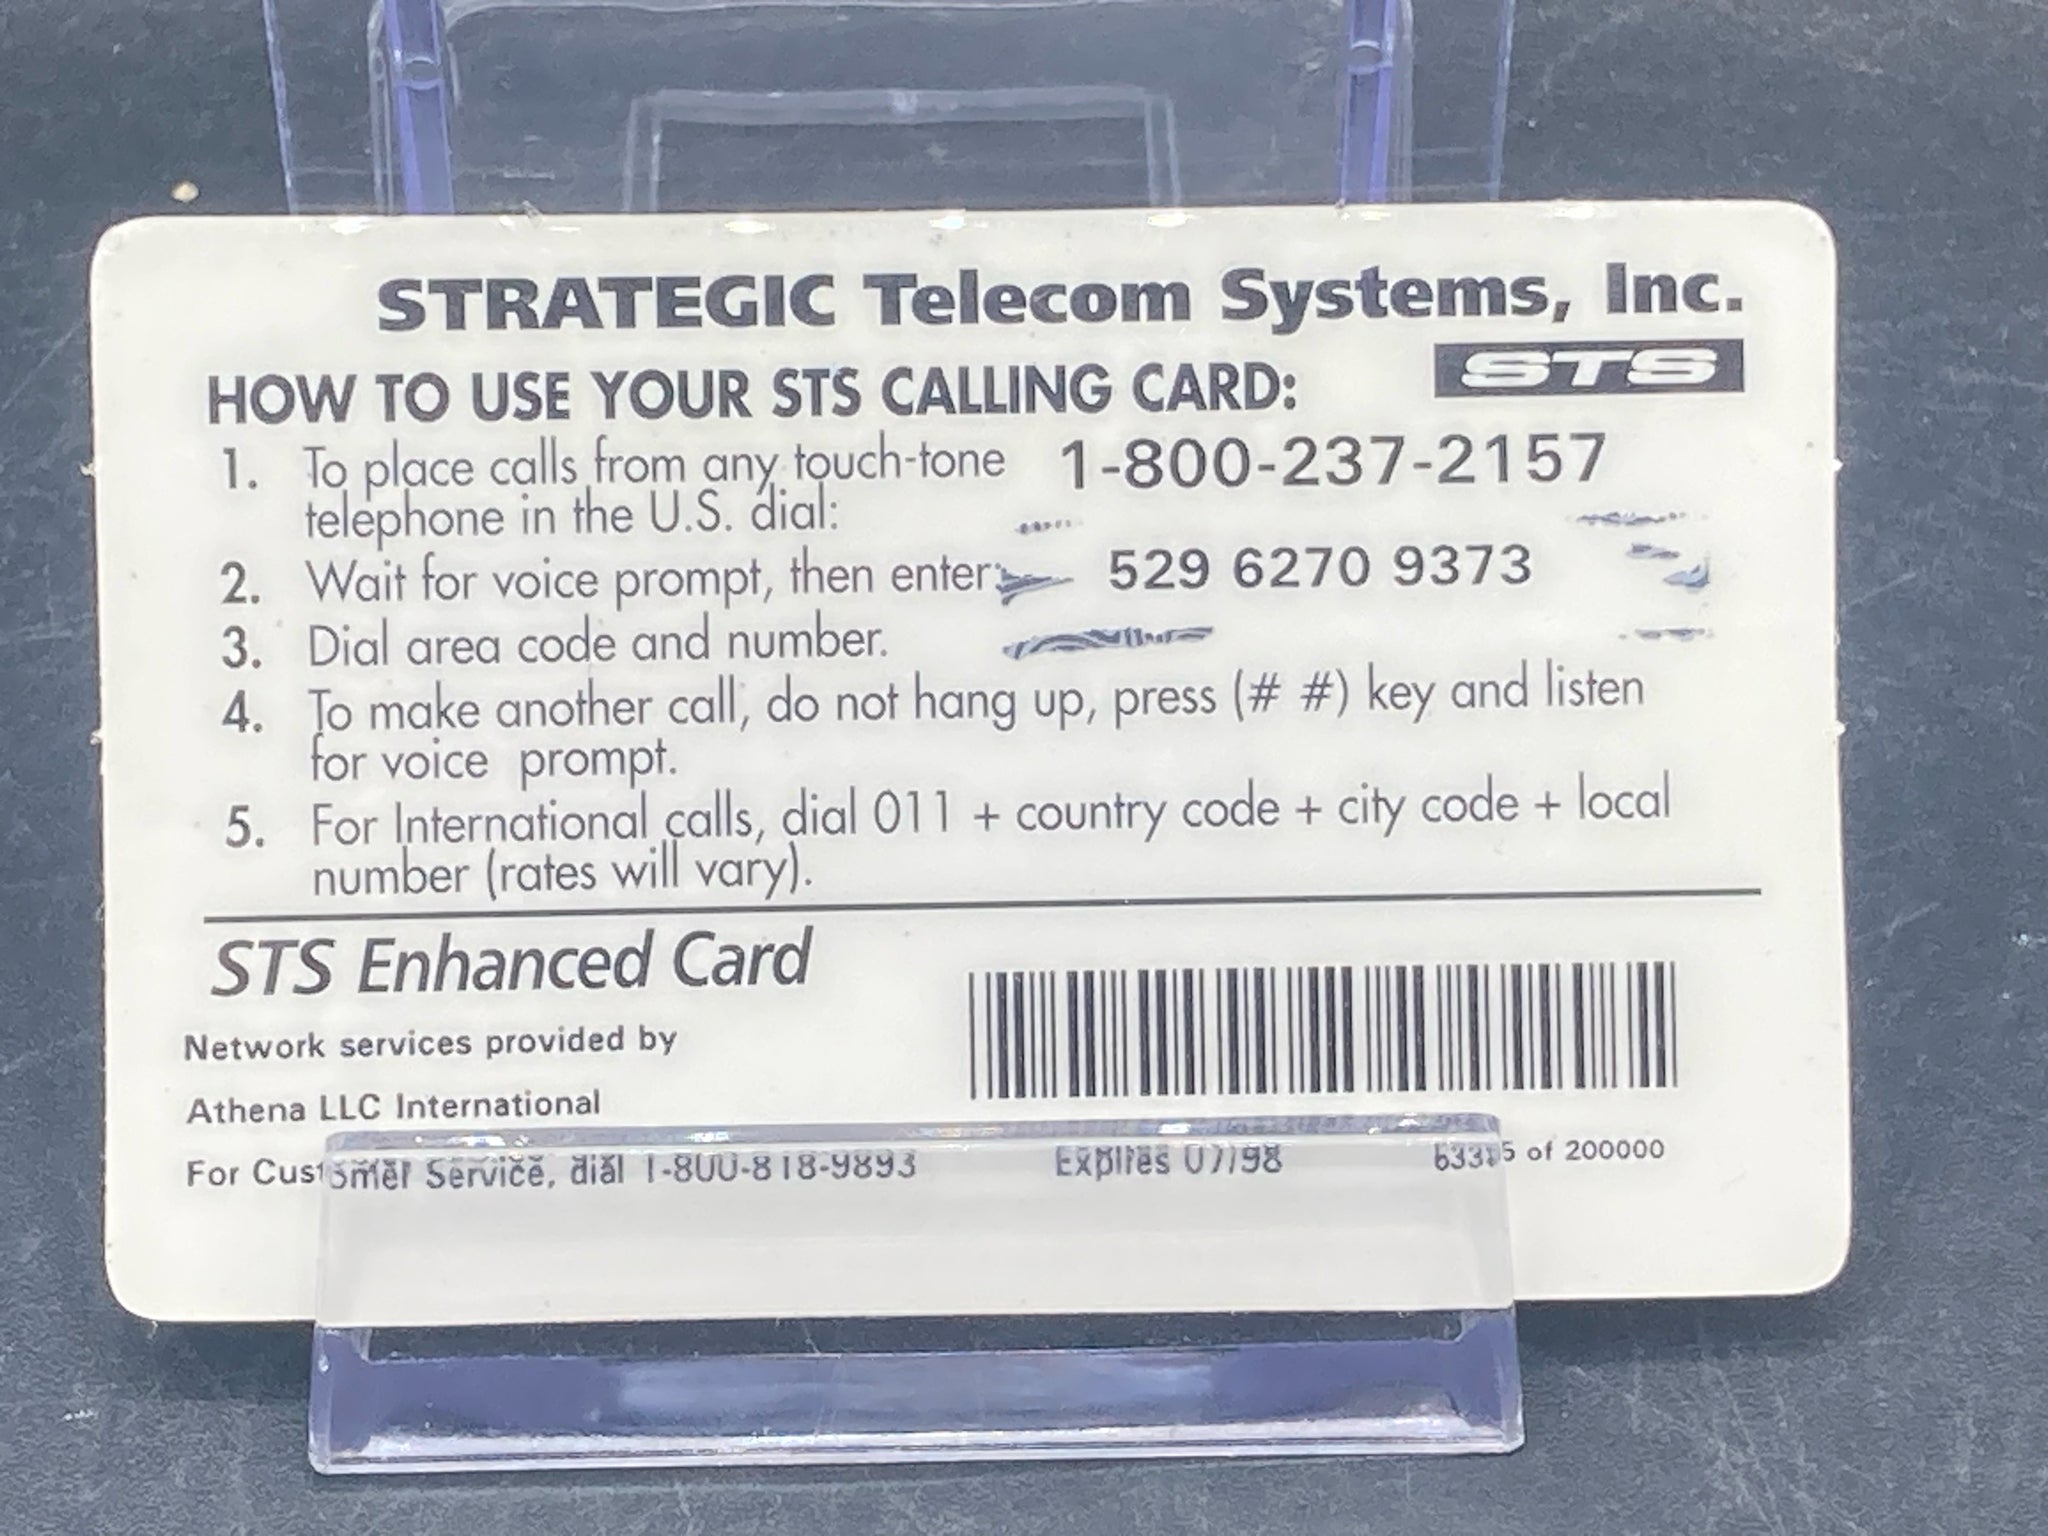 STRATEGIC Telecom Systems, Inc.
STS
HOW TO USE YOUR STS CALLING CARD:
1. To place calls from any touch-tone 1-800-237-2157
telephone in the U.S. dial:
2. Wait for voice prompt, then enter: 529 6270 9373
3. Dial area code and number.
4. To make another call, do not hang up, press (# #) key and listen
for voice prompt.
5. For International calls, dial 011 + country code + city code + local
number (rates will vary).
STS Enhanced Card
Network services provided by
Athena LLC International
For Customer Service, dial 1-800-818-9893 Expires 07/98 of 200000